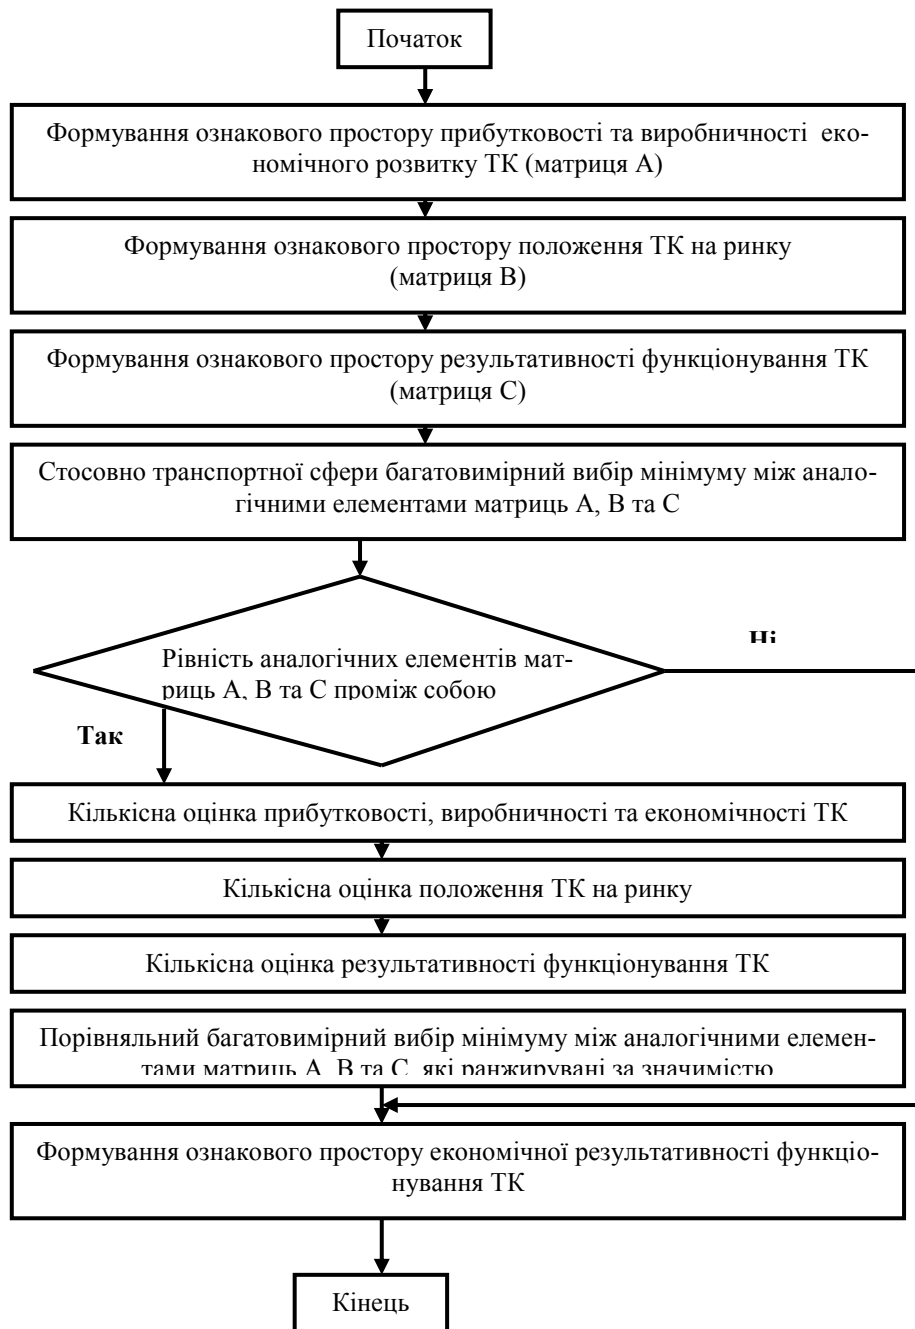 Початок
Формування ознакового простору прибутковості та виробничності еко-
номічного розвитку ТК (матриця А)
Формування ознакового простору положення ТК на ринку
(матриця В)
Формування ознакового простору результативності функціонування ТК
(матриця С)
Стосовно транспортної сфери багатовимірний вибір мінімуму між анало-
гічними елементами матриць А, В та С
Ні
Рівність аналогічних елементів мат-
риць А, В та С проміж собою
Так
Кількісна оцінка прибутковості, виробничності та економічності ТК
Кількісна оцінка положення ТК на ринку
Кількісна оцінка результативності функціонування ТК
Порівняльний багатовимірний вибір мінімуму між аналогічними елемен-
тами матриць А, В та С, які ранжирувані за значимістю
Формування ознакового простору економічної результативності функціо-
нування ТК
Кінець